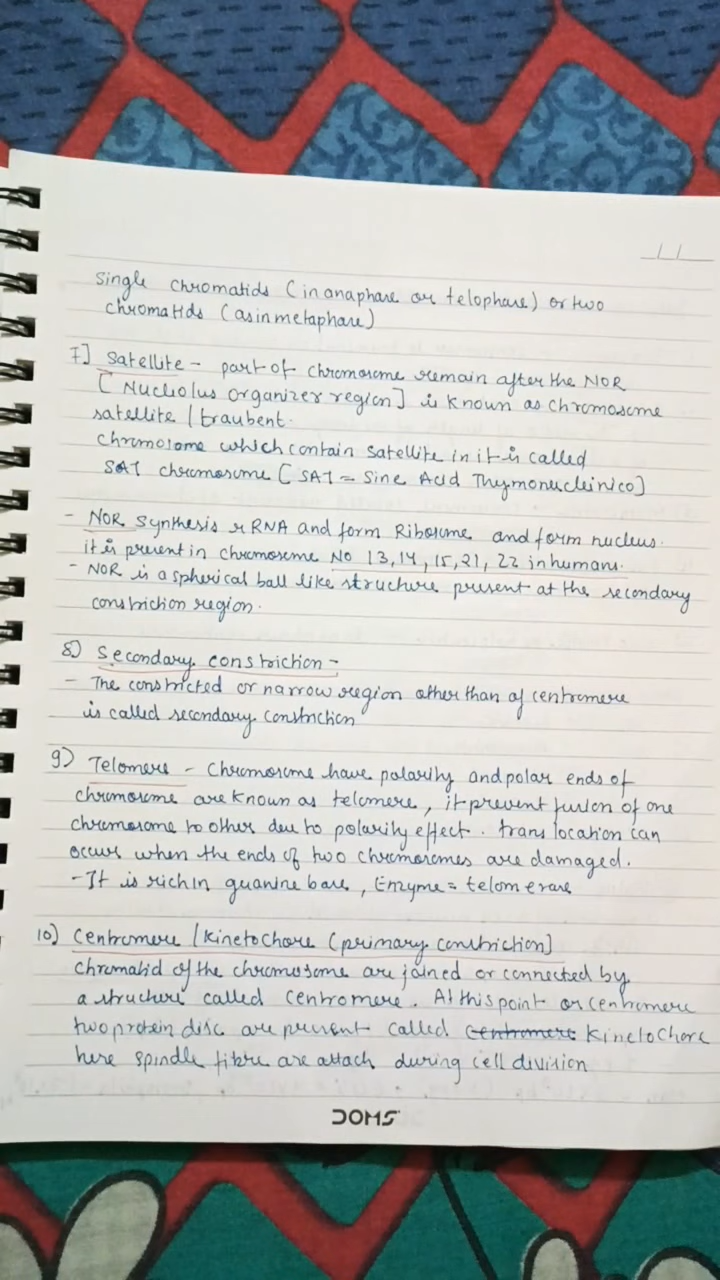 single chromatids (in anaphase or telophase) or two
chromatids (as in metaphase)
7] Satellite - part of chromosome remain after the NOR
[Nucleolus organizer region] is known as chromosome
satellite / trabent.
chromosome which contain satellite in it is called
SAT chromosome [SAT = Sine Acid Thymonucleinico]
- NOR synthesis rRNA and form Ribosome and form nucleus.
it is present in chromosome No 13, 14, 15, 21, 22 in humans.
- NOR is a spherical ball like structure present at the secondary
constriction region.
8) Secondary constriction -
- The constricted or narrow region other than of centromere
is called secondary constriction
9) Telomere - Chromosome have polarity and polar ends of
chromosome are known as telomere, it prevent fusion of one
chromosome to other due to polarity effect. trans location can
occur when the ends of two chromosomes are damaged.
- It is rich in guanine base, Enzyme = telomerase
10) Centromere / Kinetochore (primary constriction]
chromatid of the chromosome are joined or connected by
a structure called centromere. At this point or centromere
two protein disc are present called centromere Kinetochore
here spindle fibre are attach during cell division
DOMS